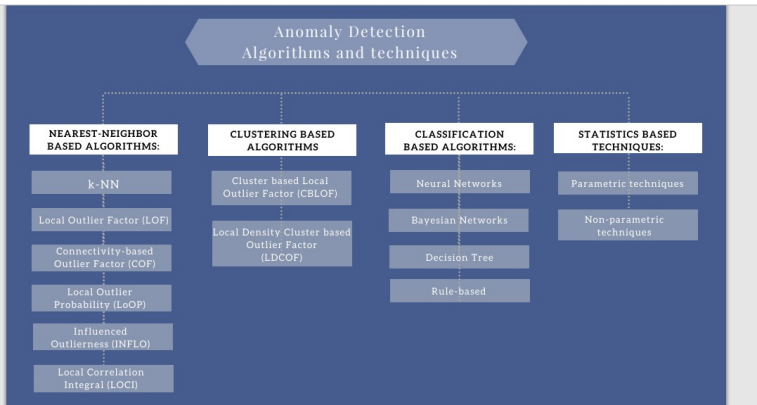 Anomaly Detection
Algorithms and techniques
NEAREST-NEIGHBOR
BASED ALGORITHMS:
k-NN
Local Outlier Factor (LOF)
Connectivity-based
Outlier Factor (COF)
Local Outlier
Probability (LoOP)
Influenced
Outlierness (INFLO)
Local Correlation
Integral (LOCI)
CLUSTERING BASED
ALGORITHMS
Cluster based Local
Outlier Factor (CBLOF)
Local Density Cluster based
Outlier Factor
(LDCOF)
CLASSIFICATION
BASED ALGORITHMS:
Neural Networks
Bayesian Networks
Decision Tree
Rule-based
STATISTICS BASED
TECHNIQUES:
Parametric techniques
Non-parametric
techniques